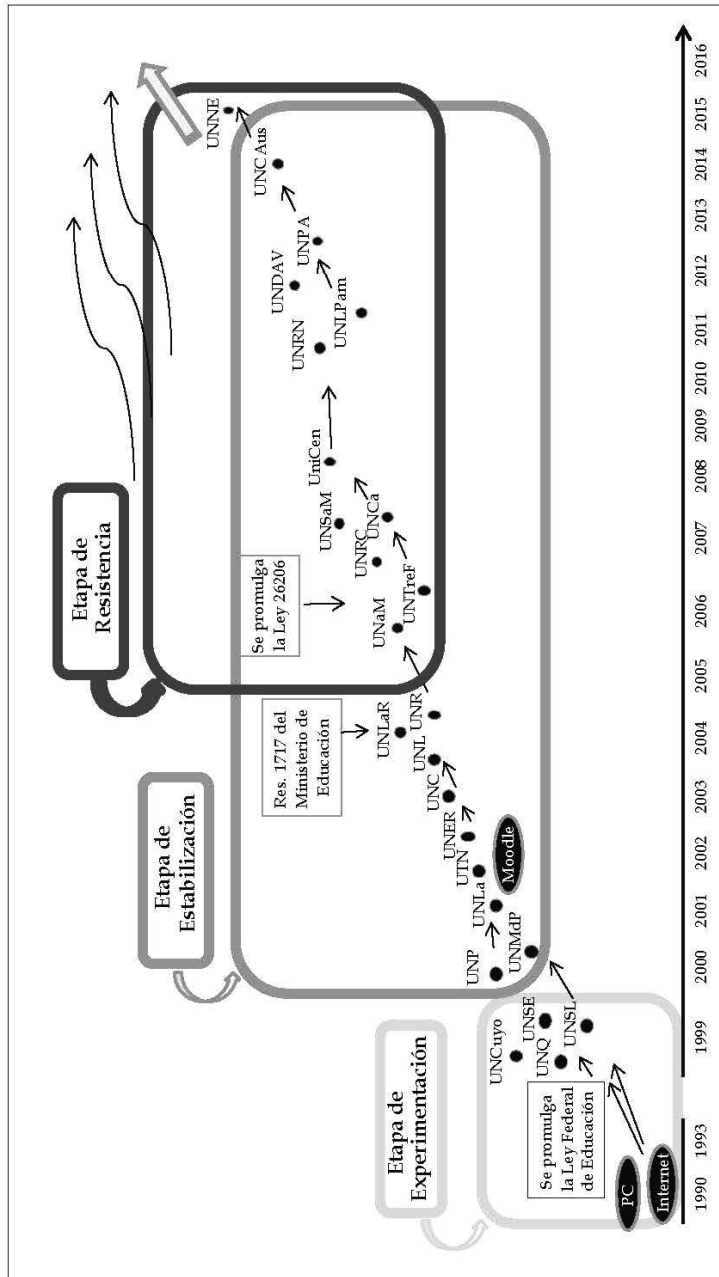 Etapa de
Experimentación
Etapa de
Estabilización
Etapa de
Resistencia
PC
Internet
Se promulga
la Ley Federal
de Educación
UNCuyo
UNSE
UNQ
UNSL
UNP
UNMdP
UNLa
Moodle
UTN
UNER
UNC
UNL
UNR
UNLaR
Res. 1717 del
Ministerio de
Educación
Se promulga
la Ley 26206
UNaM
UNTreF
UNRC
UNCa
UNSaM
UniCen
UNRN
UNLPam
UNDAV
UNPA
UNCAus
UNNE
1990
1993
1999
2000
2001
2002
2003
2004
2005
2006
2007
2008
2009
2010
2011
2012
2013
2014
2015
2016